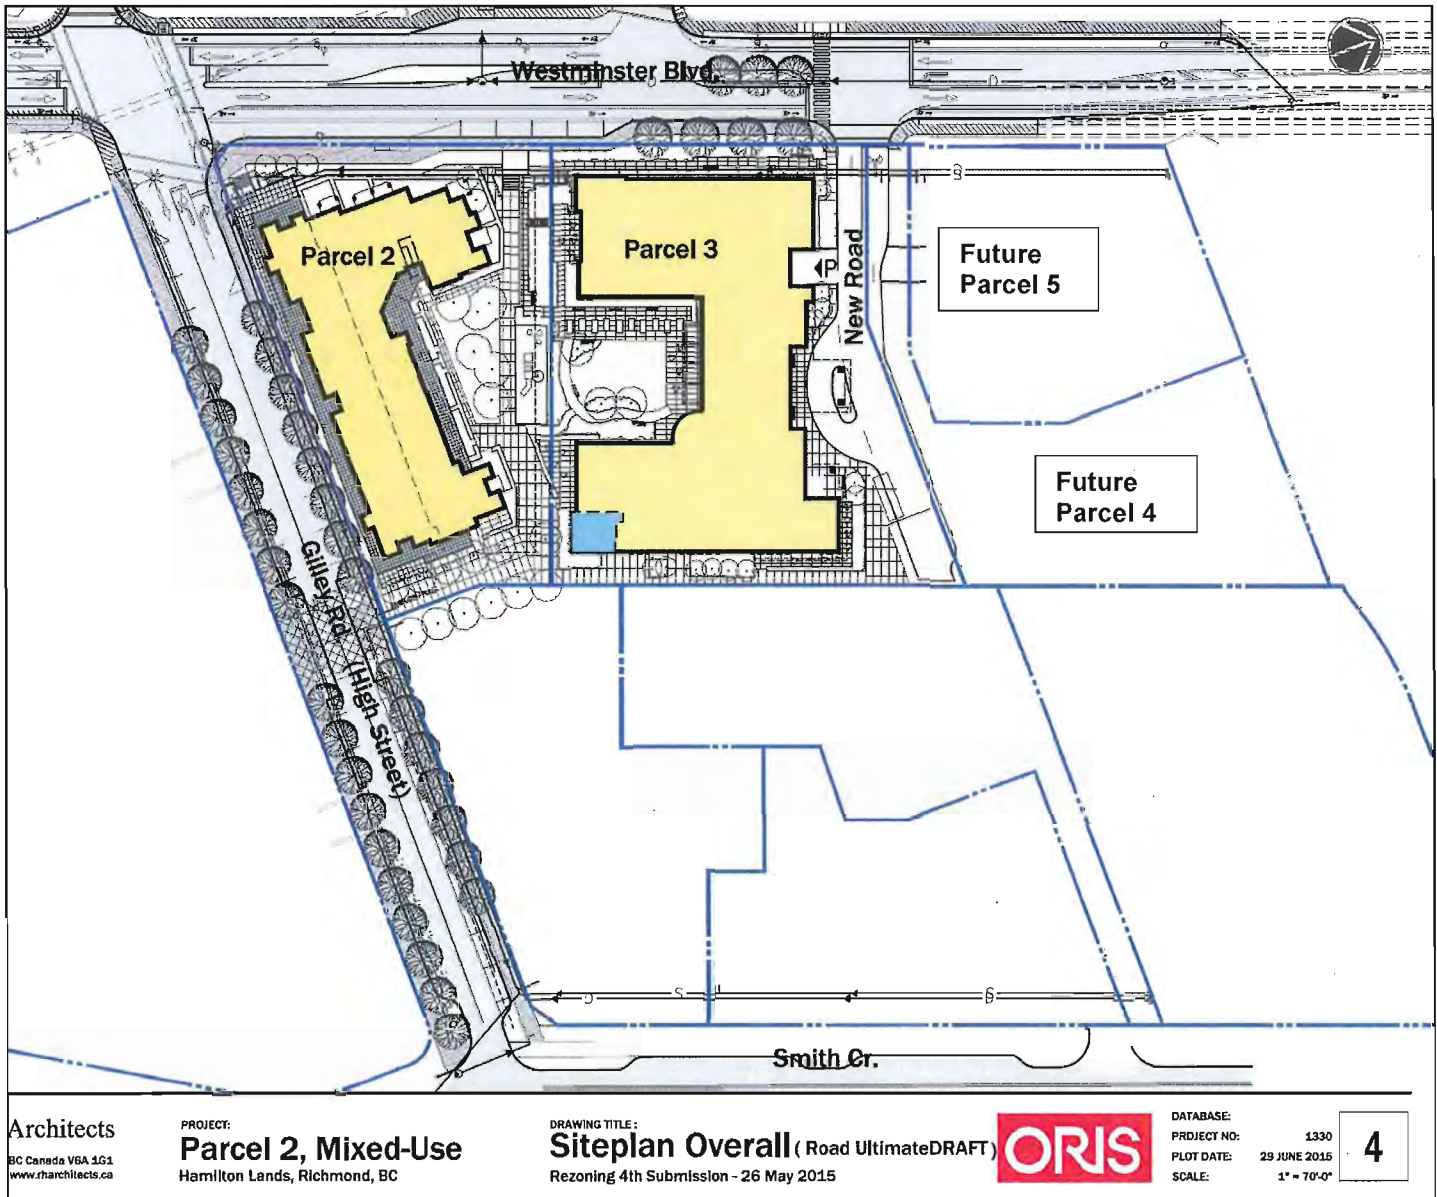 Westminster Blvd.
Parcel 2
Parcel 3
P
New Road
Future
Parcel 5
Future
Parcel 4
Gilley Rd
(High Street)
Smith Cr.
Architects
BC Canada V6A 1G1
www.rharchitects.ca
PROJECT:
Parcel 2, Mixed-Use
Hamilton Lands, Richmond, BC
DRAWING TITLE:
Siteplan Overall ( Road UltimateDRAFT )
Rezoning 4th Submission - 26 May 2015
ORIS
DATABASE:
PROJECT NO: 1330
PLOT DATE: 29 JUNE 2015
SCALE: 1" = 70'-0"
4